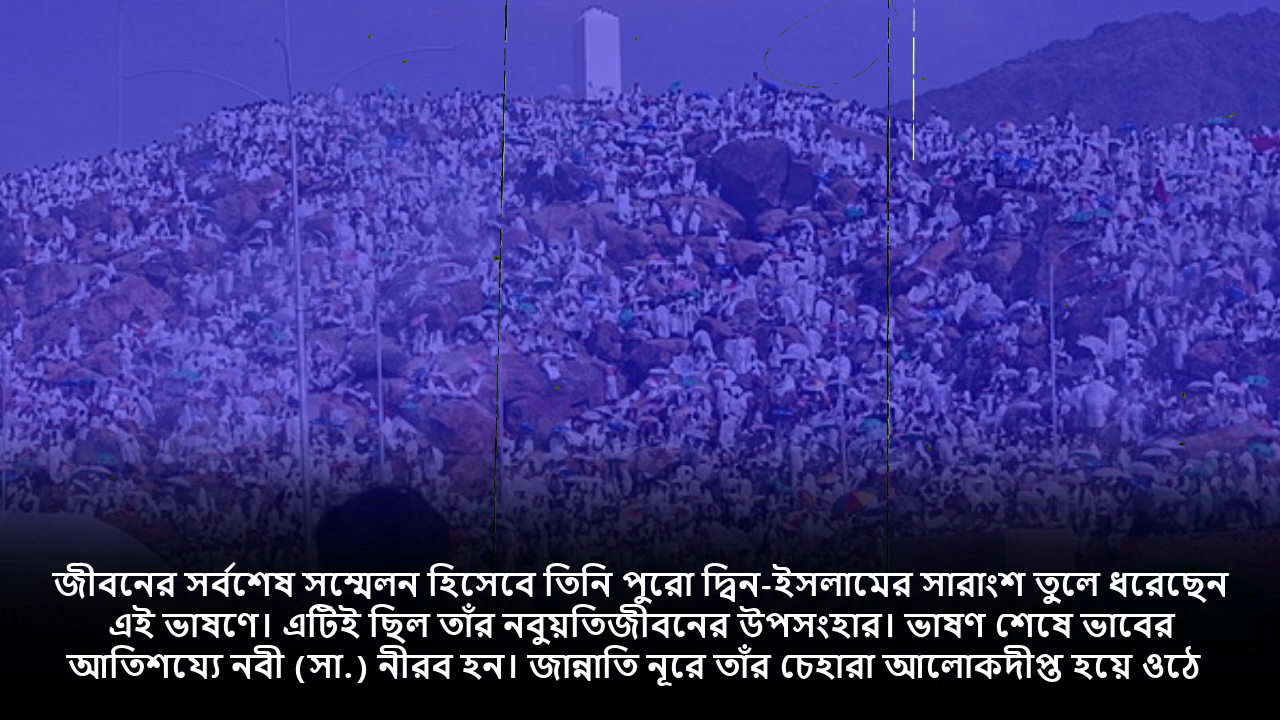 জীবনের সর্বশেষ সম্মেলন হিসেবে তিনি পুরো দ্বিন-ইসলামের সারাংশ তুলে ধরেছেন
এই ভাষণে। এটিই ছিল তাঁর নবুয়তিজীবনের উপসংহার। ভাষণ শেষে ভাবের
আতিশয্যে নবী (সা.) নীরব হন। জান্নাতি নূরে তাঁর চেহারা আলোকদীপ্ত হয়ে ওঠে